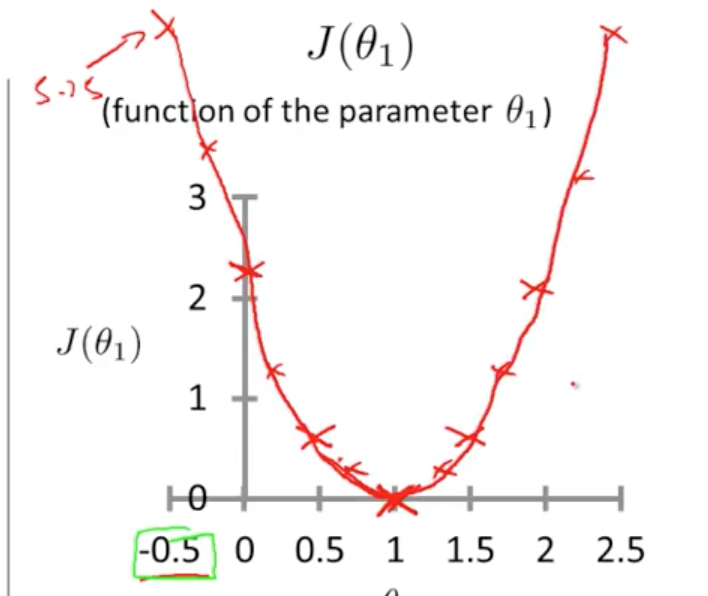 J(θ₁)
5.25
(function of the parameter θ₁)
3
2
J(θ₁)
1
0
-0.5 0 0.5 1 1.5 2 2.5